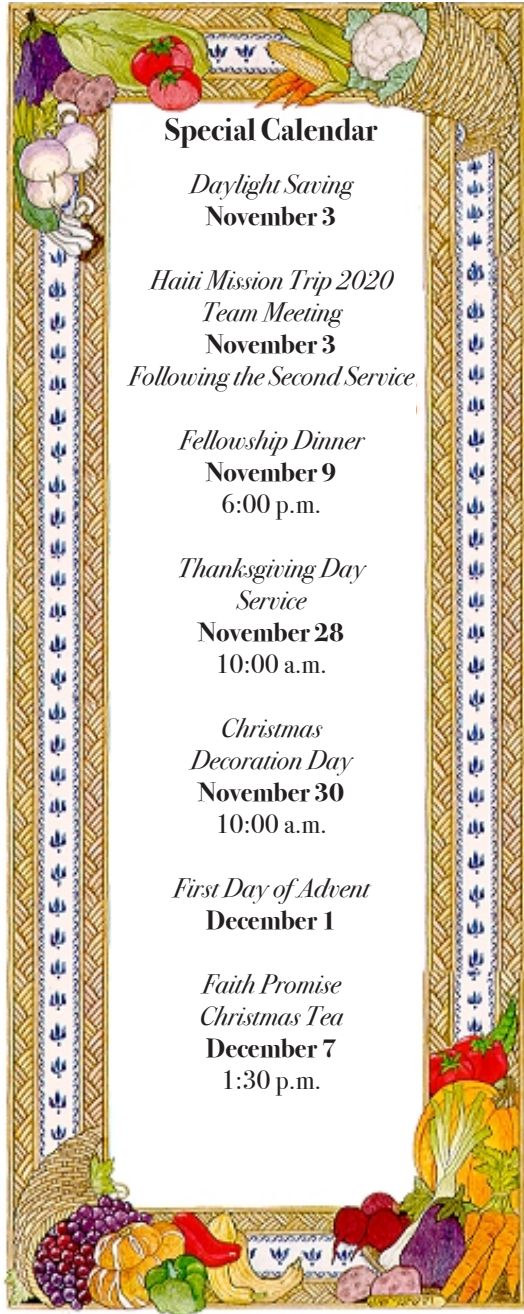 Special Calendar
Daylight Saving
November 3
Haiti Mission Trip 2020
Team Meeting
November 3
Following the Second Service
Fellowship Dinner
November 9
6:00 p.m.
Thanksgiving Day
Service
November 28
10:00 a.m.
Christmas
Decoration Day
November 30
10:00 a.m.
First Day of Advent
December 1
Faith Promise
Christmas Tea
December 7
1:30 p.m.